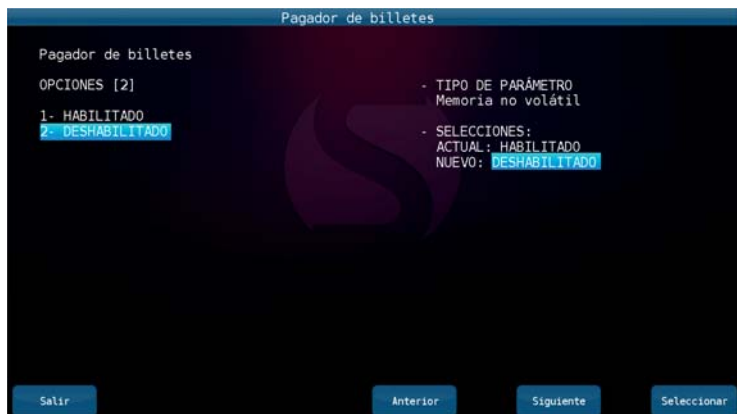 Pagador de billetes
Pagador de billetes
OPCIONES [2]
1- HABILITADO
2- DESHABILITADO
- TIPO DE PARÁMETRO
Memoria no volátil
- SELECCIONES:
ACTUAL: HABILITADO
NUEVO: DESHABILITADO
Salir
Anterior
Siguiente
Seleccionar